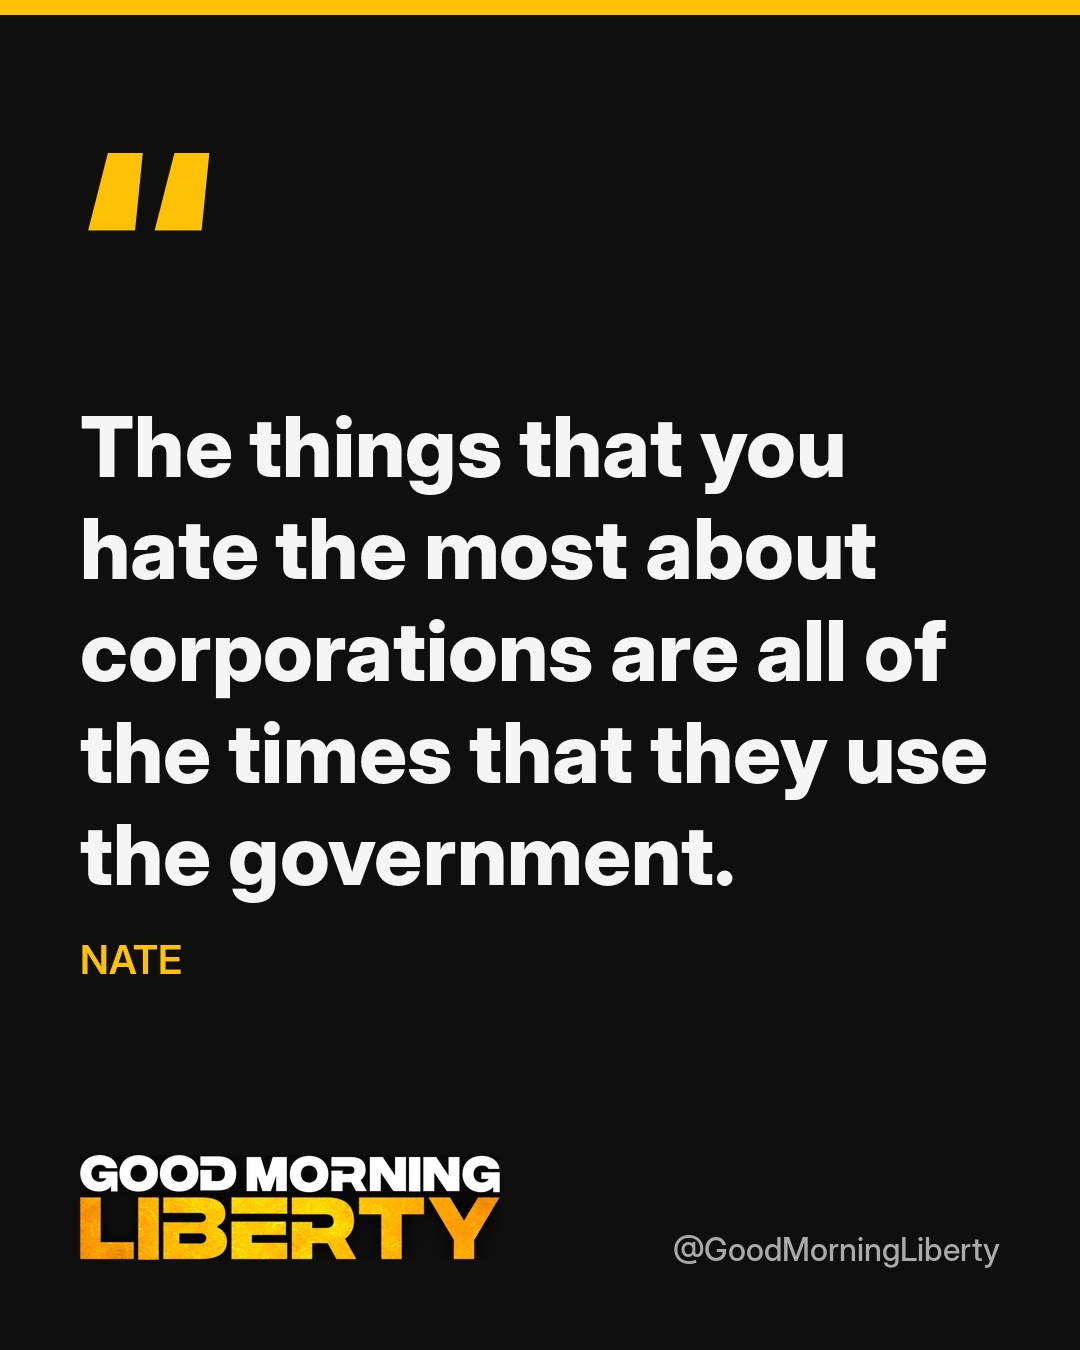 "
The things that you
hate the most about
corporations are all of
the times that they use
the government.
NATE
GOOD MORNING
LIBERTY
@GoodMorningLiberty